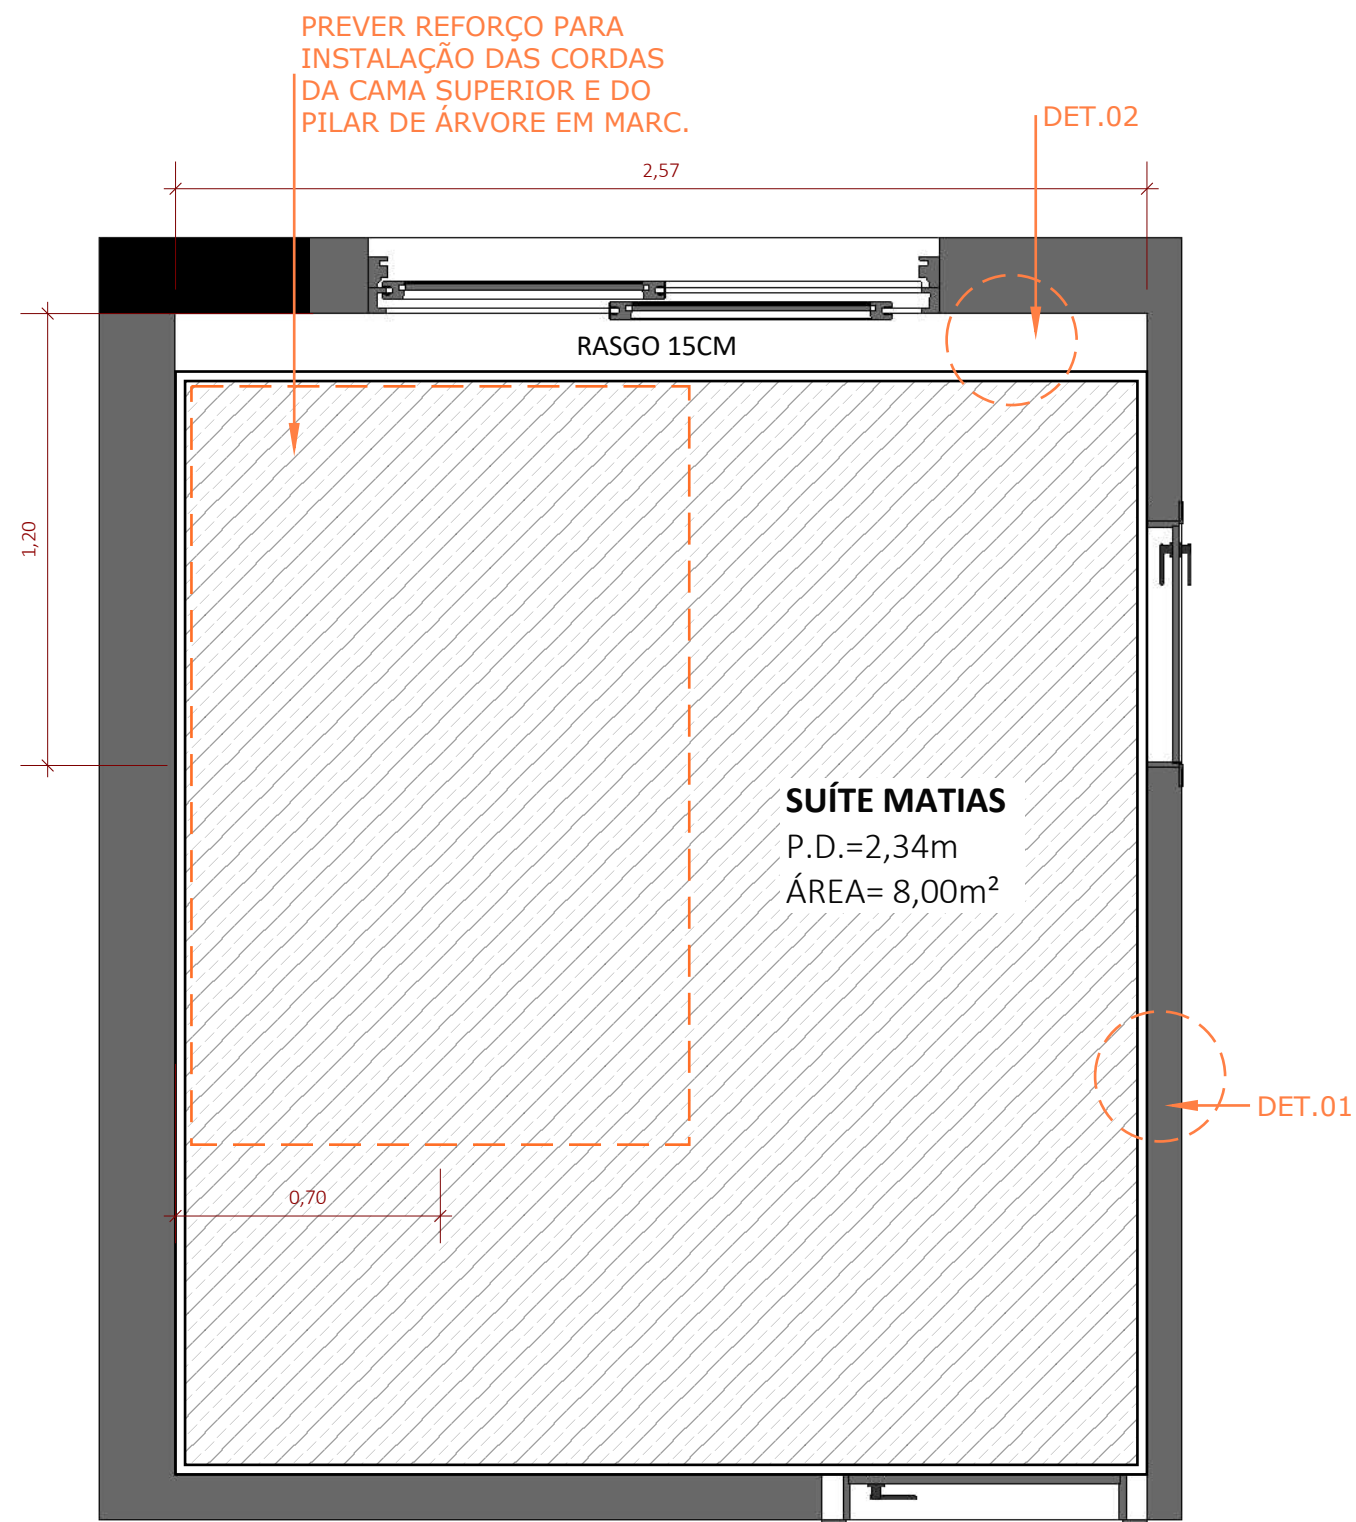 PREVER REFORÇO PARA
INSTALAÇÃO DAS CORDAS
DA CAMA SUPERIOR E DO
PILAR DE ÁRVORE EM MARC.
DET.02
2,57
RASGO 15CM
1,20
SUÍTE MATIAS
P.D.=2,34m
ÁREA= 8,00m²
DET.01
0,70